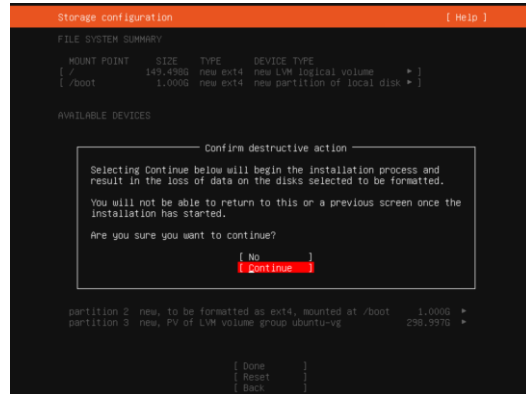 Storage configuration [ Help ]
FILE SYSTEM SUMMARY
MOUNT POINT SIZE TYPE DEVICE TYPE
[ / 149.498G new ext4 new LVM logical volume ▸ ]
[ /boot 1.000G new ext4 new partition of local disk ▸ ]
AVAILABLE DEVICES
Confirm destructive action
Selecting Continue below will begin the installation process and
result in the loss of data on the disks selected to be formatted.
You will not be able to return to this or a previous screen once the
installation has started.
Are you sure you want to continue?
[ No ]
[ Continue ]
partition 2 new, to be formatted as ext4, mounted at /boot 1.000G ▸
partition 3 new, PV of LVM volume group ubuntu-vg 298.997G ▸
[ Done ]
[ Reset ]
[ Back ]